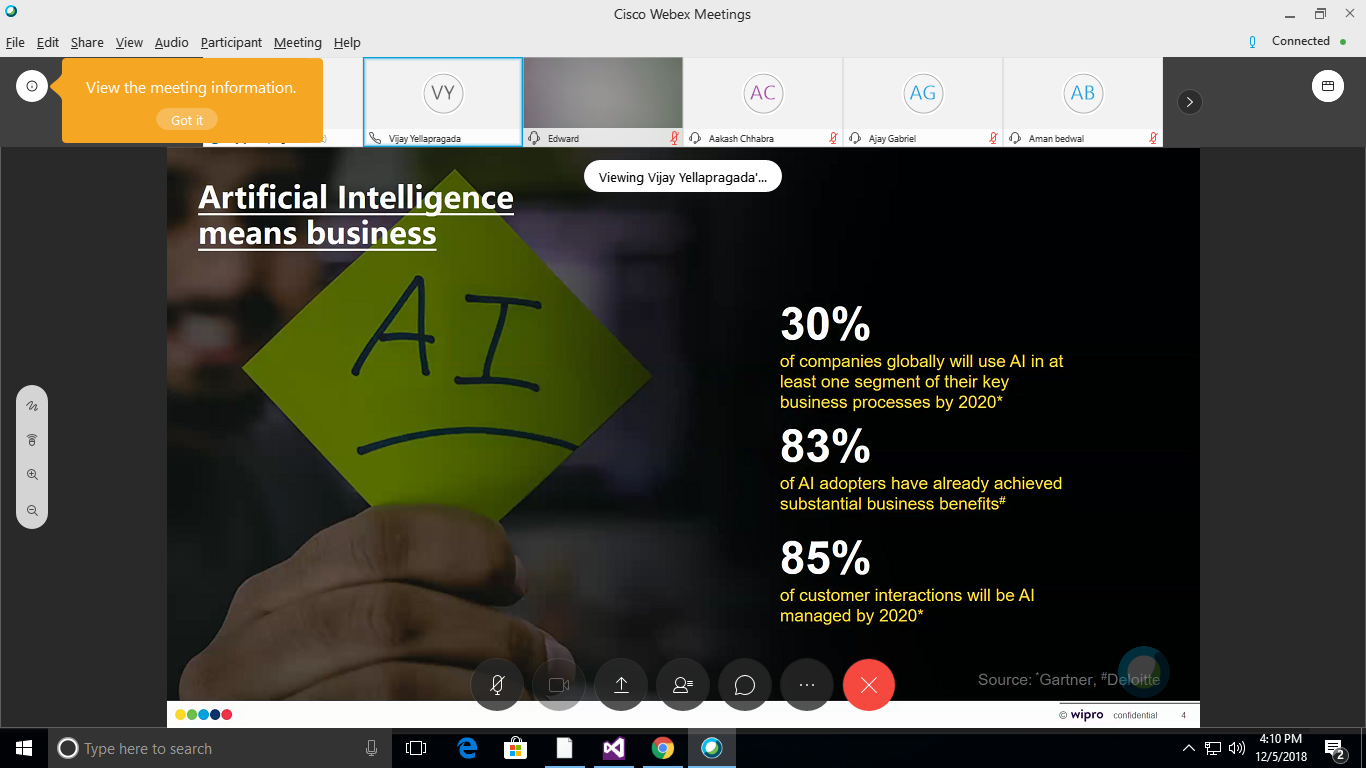 Cisco Webex Meetings
File Edit Share View Audio Participant Meeting Help
Connected
View the meeting information.
Got it
VY
AC
AG
AB
Vijay Yellapragada
Edward
Aakash Chhabra
Ajay Gabriel
Aman bedwal
Viewing Vijay Yellapragada'...
Artificial Intelligence
means business
AI
30%
of companies globally will use AI in at
least one segment of their key
business processes by 2020*
83%
of AI adopters have already achieved
substantial business benefits#
85%
of customer interactions will be AI
managed by 2020*
Source: *Gartner, #Deloitte
© wipro confidential 4
Type here to search
4:10 PM
12/5/2018
2